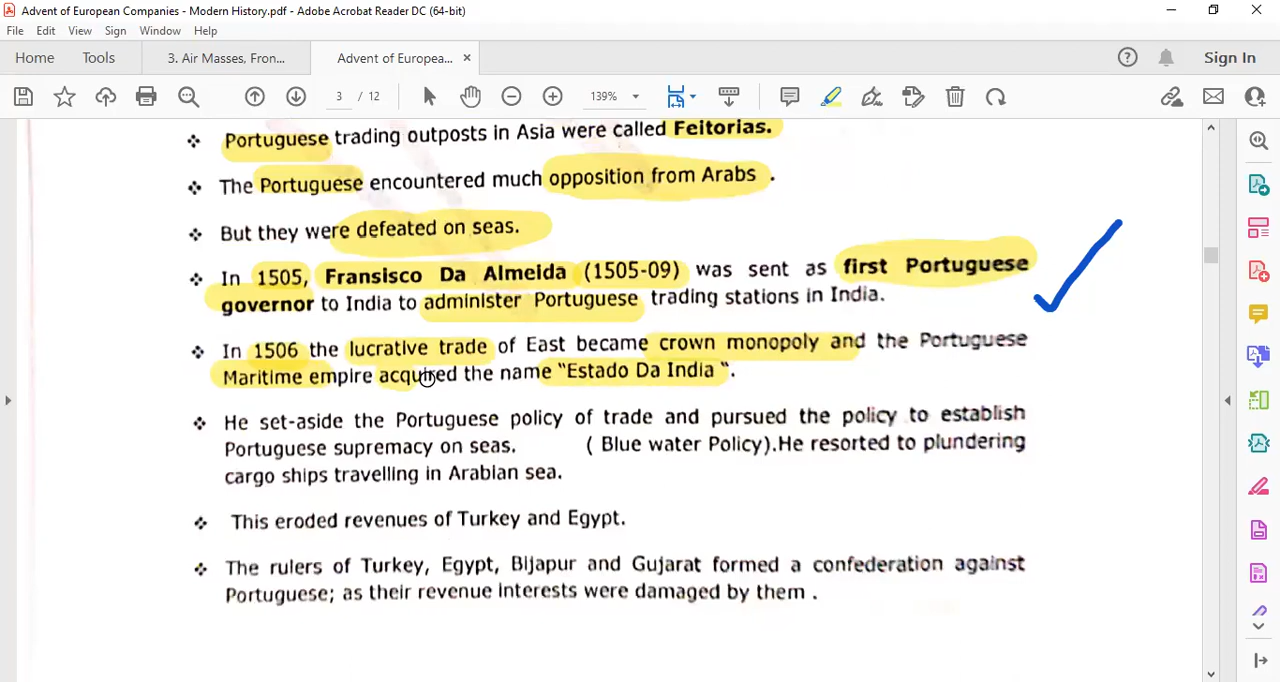 Advent of European Companies - Modern History.pdf - Adobe Acrobat Reader DC (64-bit)
File Edit View Sign Window Help
Home Tools 3. Air Masses, Fron... Advent of Europea... × Sign In
3 / 12 139%
❖ Portuguese trading outposts in Asia were called Feitorias.
❖ The Portuguese encountered much opposition from Arabs .
❖ But they were defeated on seas.
❖ In 1505, Fransisco Da Almeida (1505-09) was sent as first Portuguese
governor to India to administer Portuguese trading stations in India.
❖ In 1506 the lucrative trade of East became crown monopoly and the Portuguese
Maritime empire acquired the name "Estado Da India ".
❖ He set-aside the Portuguese policy of trade and pursued the policy to establish
Portuguese supremacy on seas. ( Blue water Policy).He resorted to plundering
cargo ships travelling in Arabian sea.
❖ This eroded revenues of Turkey and Egypt.
❖ The rulers of Turkey, Egypt, Bijapur and Gujarat formed a confederation against
Portuguese; as their revenue interests were damaged by them .